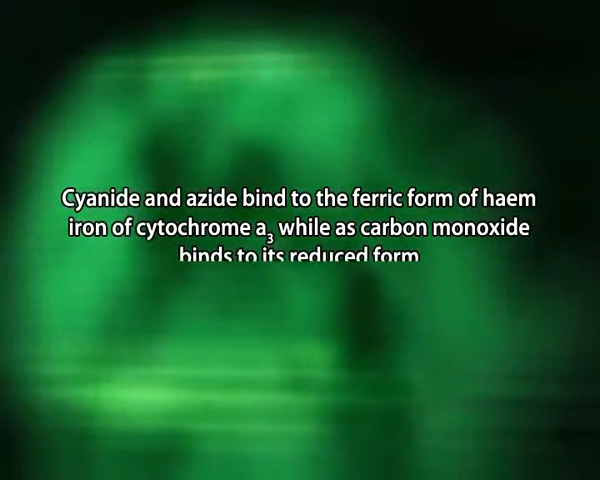 Cyanide and azide bind to the ferric form of haem
iron of cytochrome a₃ while as carbon monoxide
binds to its reduced form